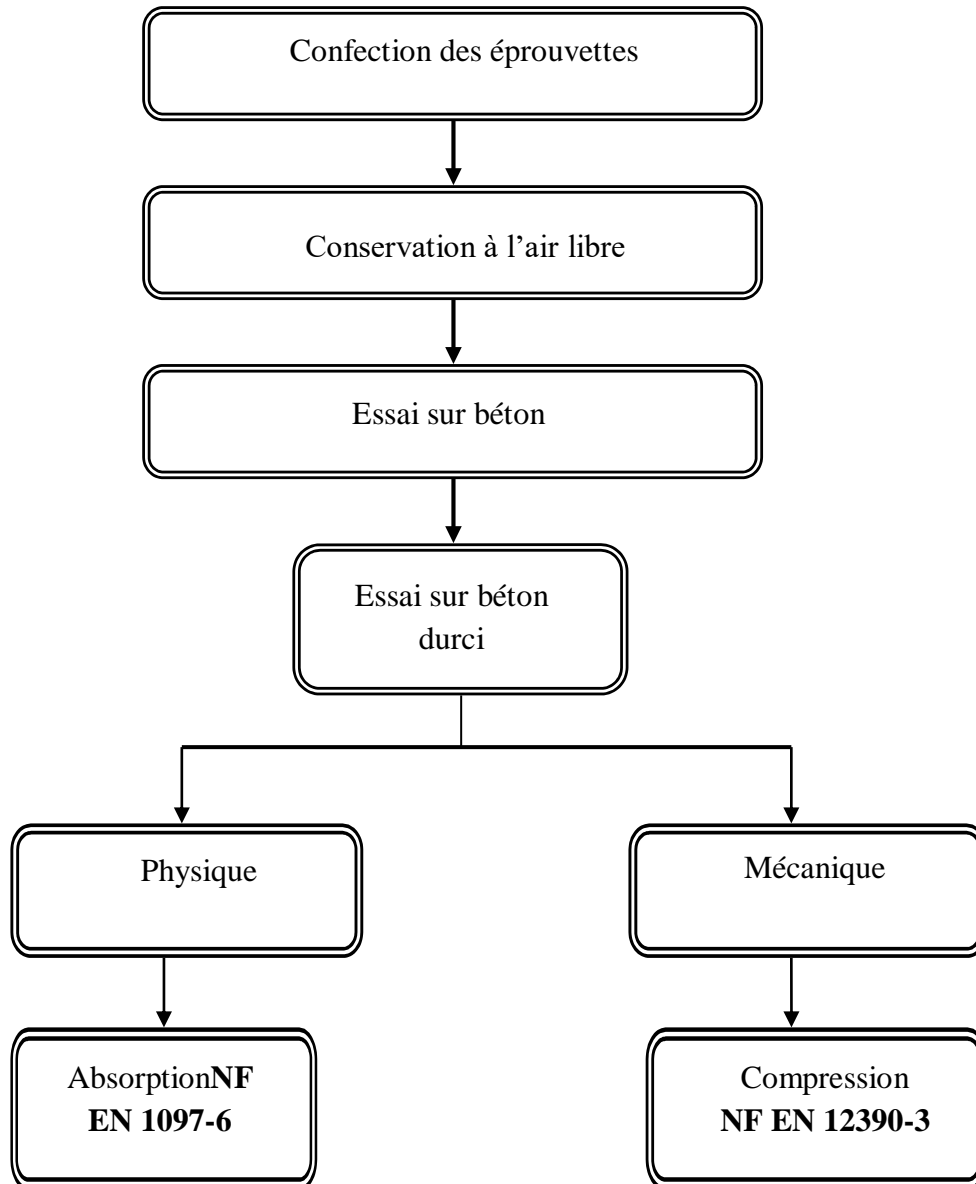 Confection des éprouvettes
Conservation à l’air libre
Essai sur béton
Essai sur béton
durci
Physique
Mécanique
AbsorptionNF
EN 1097-6
Compression
NF EN 12390-3